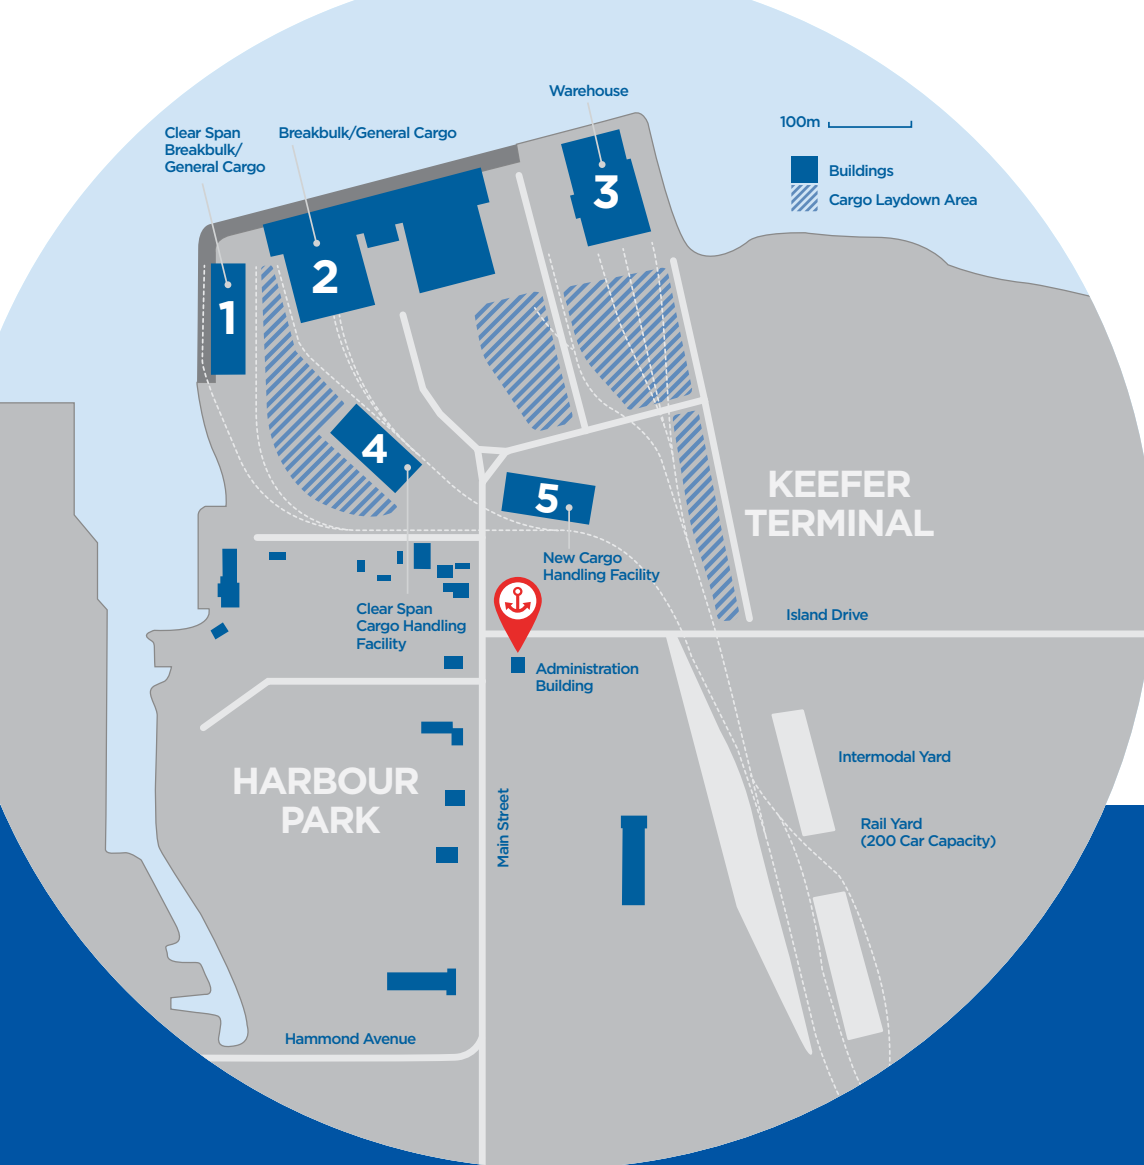 Warehouse
100m
Clear Span
Breakbulk/
General Cargo
Breakbulk/General Cargo
Buildings
Cargo Laydown Area
3
2
1
4
5
KEEFER
TERMINAL
New Cargo
Handling Facility
Clear Span
Cargo Handling
Facility
Island Drive
Administration
Building
Intermodal Yard
HARBOUR
PARK
Main Street
Rail Yard
(200 Car Capacity)
Hammond Avenue